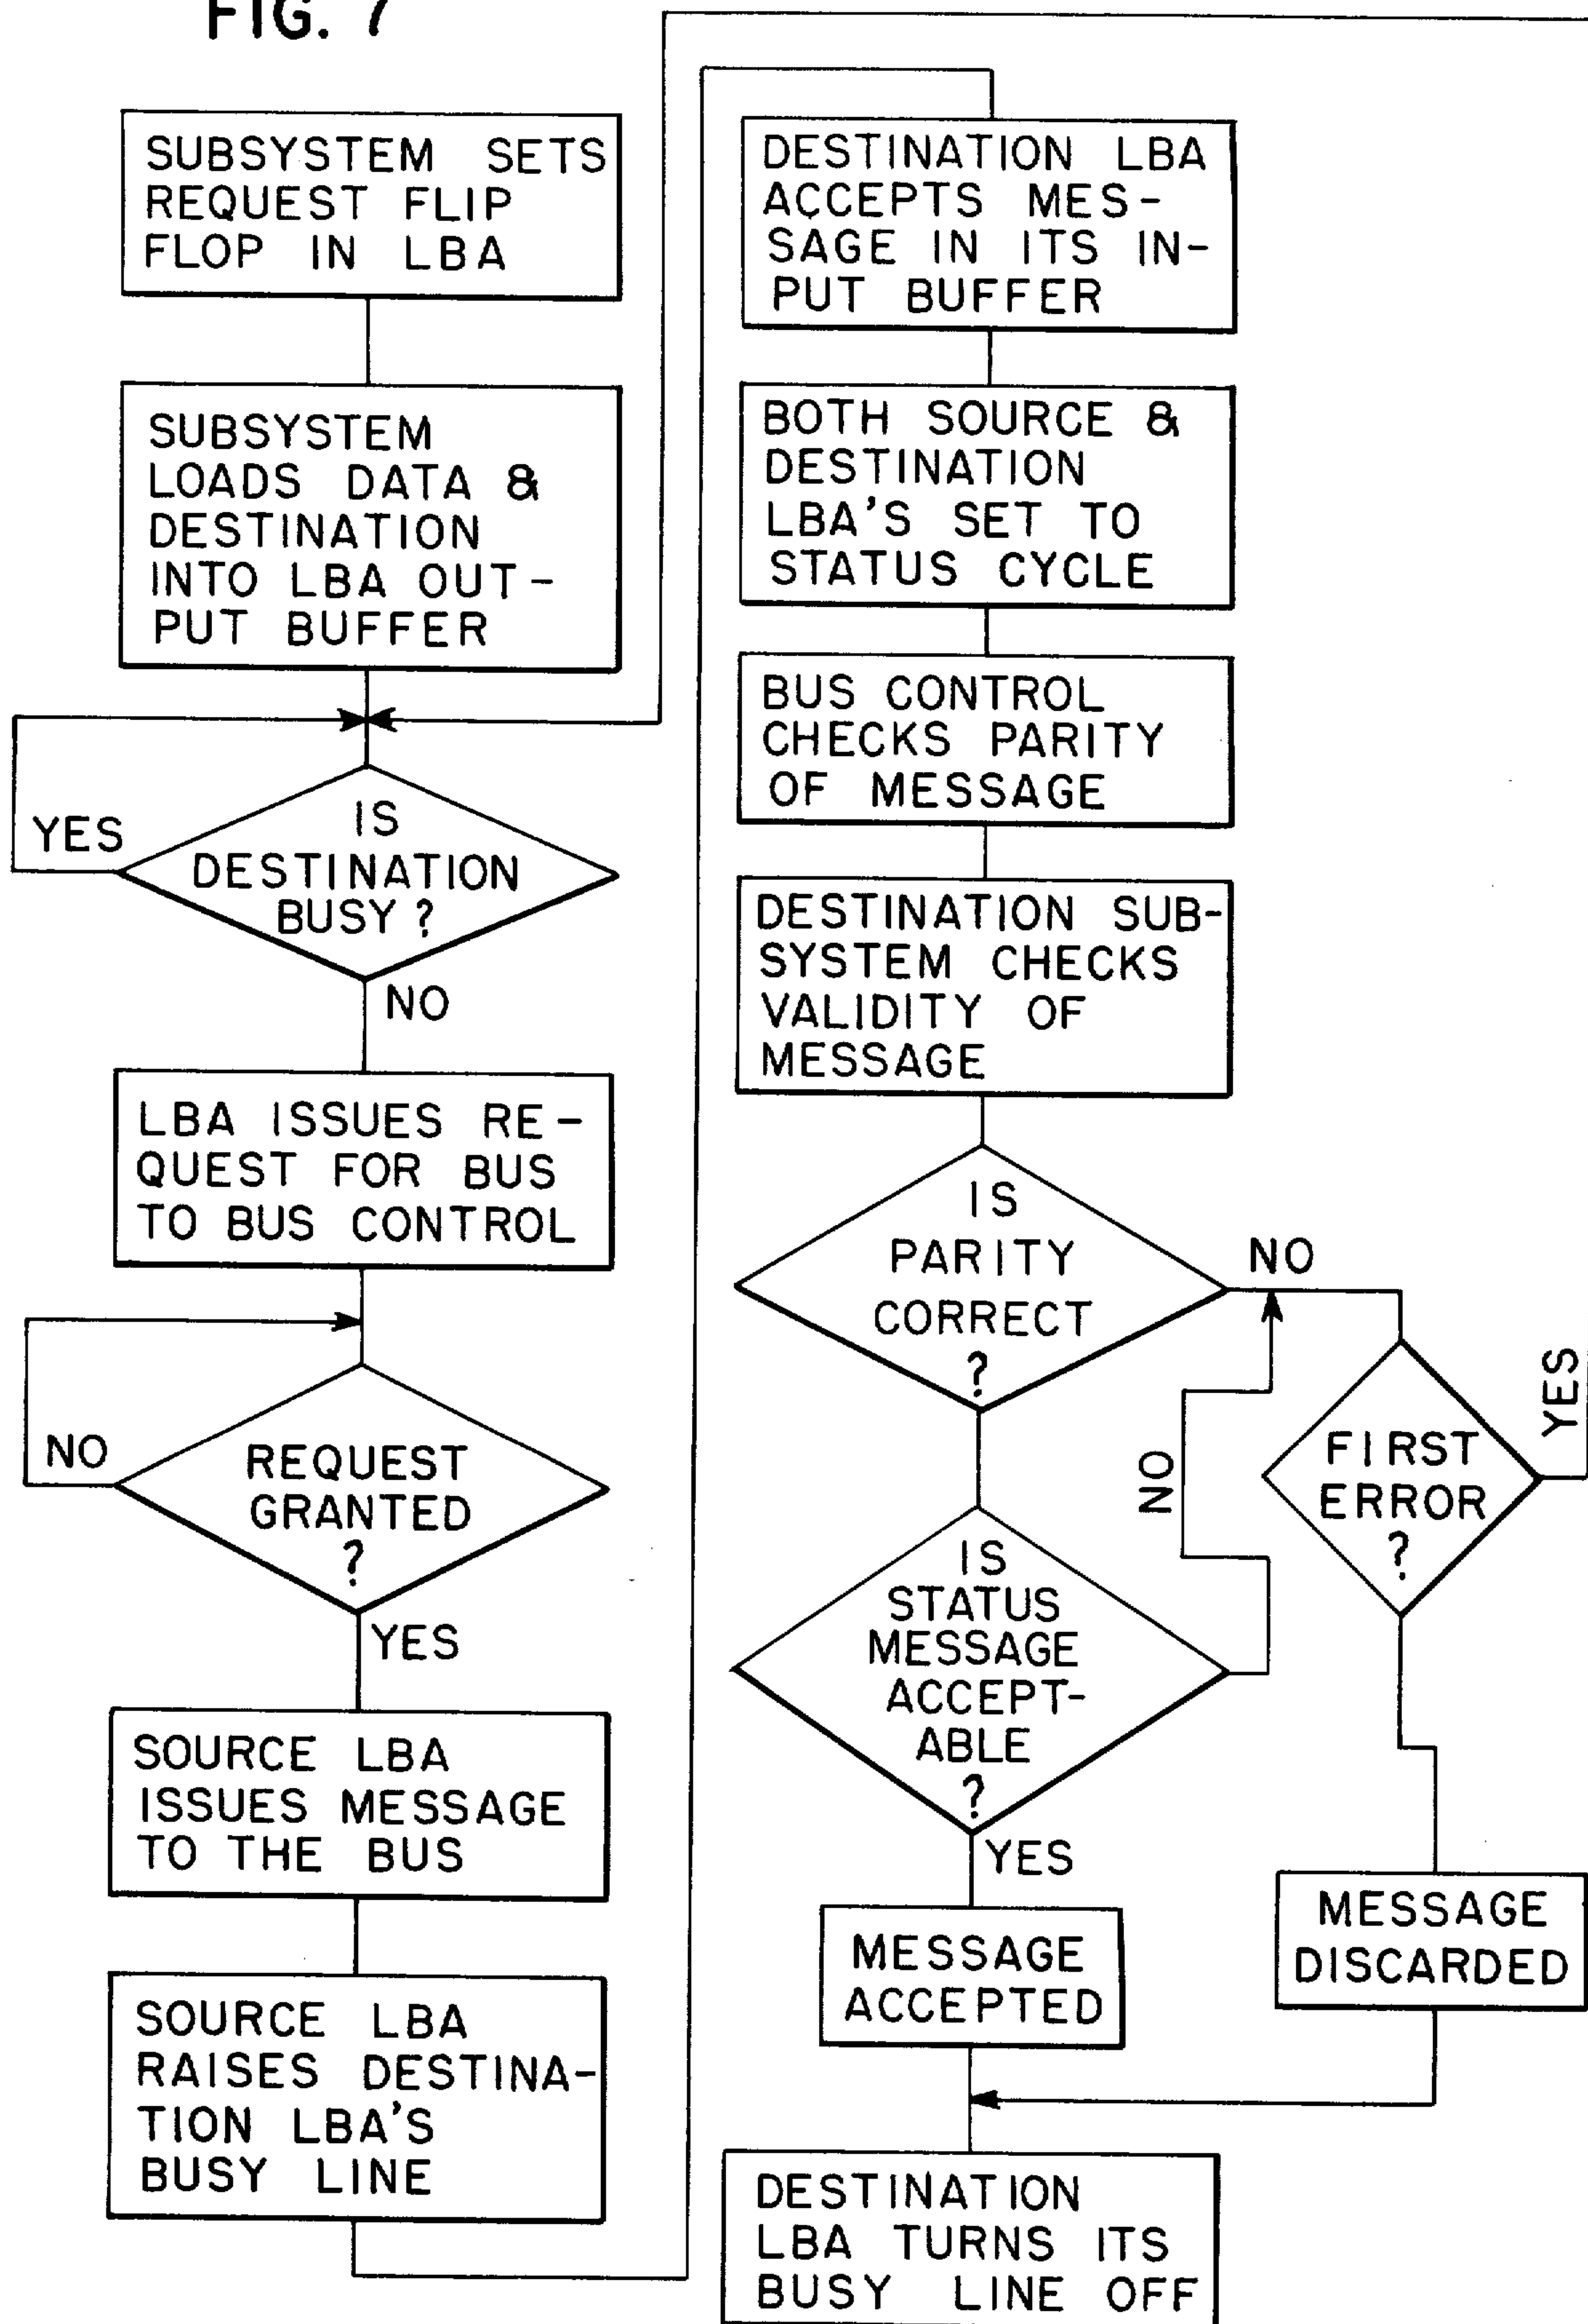 FIG. 7
SUBSYSTEM SETS
REQUEST FLIP
FLOP IN LBA
SUBSYSTEM
LOADS DATA &
DESTINATION
INTO LBA OUT-
PUT BUFFER
YES
IS
DESTINATION
BUSY?
NO
LBA ISSUES RE-
QUEST FOR BUS
TO BUS CONTROL
NO
REQUEST
GRANTED
?
YES
SOURCE LBA
ISSUES MESSAGE
TO THE BUS
SOURCE LBA
RAISES DESTINA-
TION LBA'S
BUSY LINE
DESTINATION LBA
ACCEPTS MES-
SAGE IN ITS IN-
PUT BUFFER
BOTH SOURCE &
DESTINATION
LBA'S SET TO
STATUS CYCLE
BUS CONTROL
CHECKS PARITY
OF MESSAGE
DESTINATION SUB-
SYSTEM CHECKS
VALIDITY OF
MESSAGE
IS
PARITY
CORRECT
?
NO
FIRST
ERROR
?
YES
IS
STATUS
MESSAGE
ACCEPT-
ABLE
?
NO
YES
MESSAGE
ACCEPTED
MESSAGE
DISCARDED
DESTINATION
LBA TURNS ITS
BUSY LINE OFF